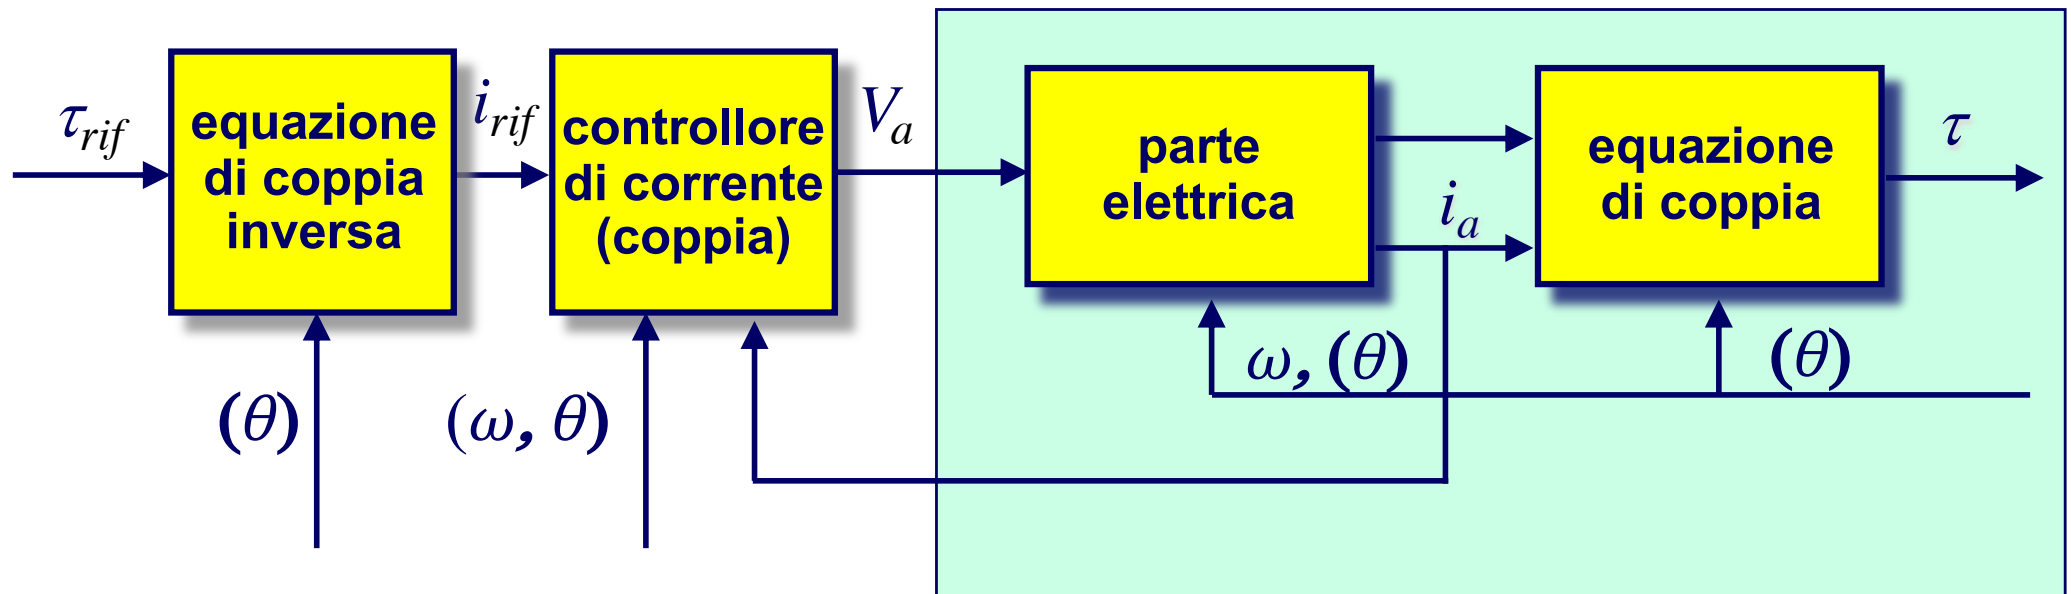 τrif
equazione
di coppia
inversa
irif
controllore
di corrente
(coppia)
Va
parte
elettrica
ia
equazione
di coppia
τ
(θ)
(ω, θ)
ω, (θ)
(θ)